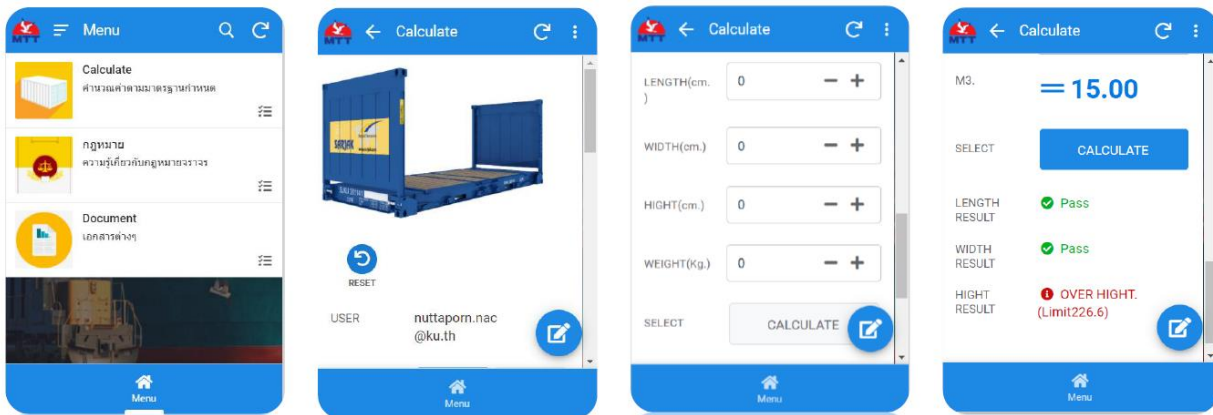 MTT
Menu
Calculate
คำนวณค่าตามมาตรฐานกำหนด
กฎหมาย
ความรู้เกี่ยวกับกฎหมายจราจร
Document
เอกสารต่างๆ
Menu
MTT
Calculate
SARJAK
RESET
USER
nuttaporn.nac
@ku.th
Menu
MTT
Calculate
LENGTH(cm.
)
0
WIDTH(cm.)
0
HIGHT(cm.)
0
WEIGHT(Kg.)
0
SELECT
CALCULATE
Menu
MTT
Calculate
M3.
= 15.00
SELECT
CALCULATE
LENGTH
RESULT
Pass
WIDTH
RESULT
Pass
HIGHT
RESULT
OVER HIGHT.
(Limit226.6)
Menu